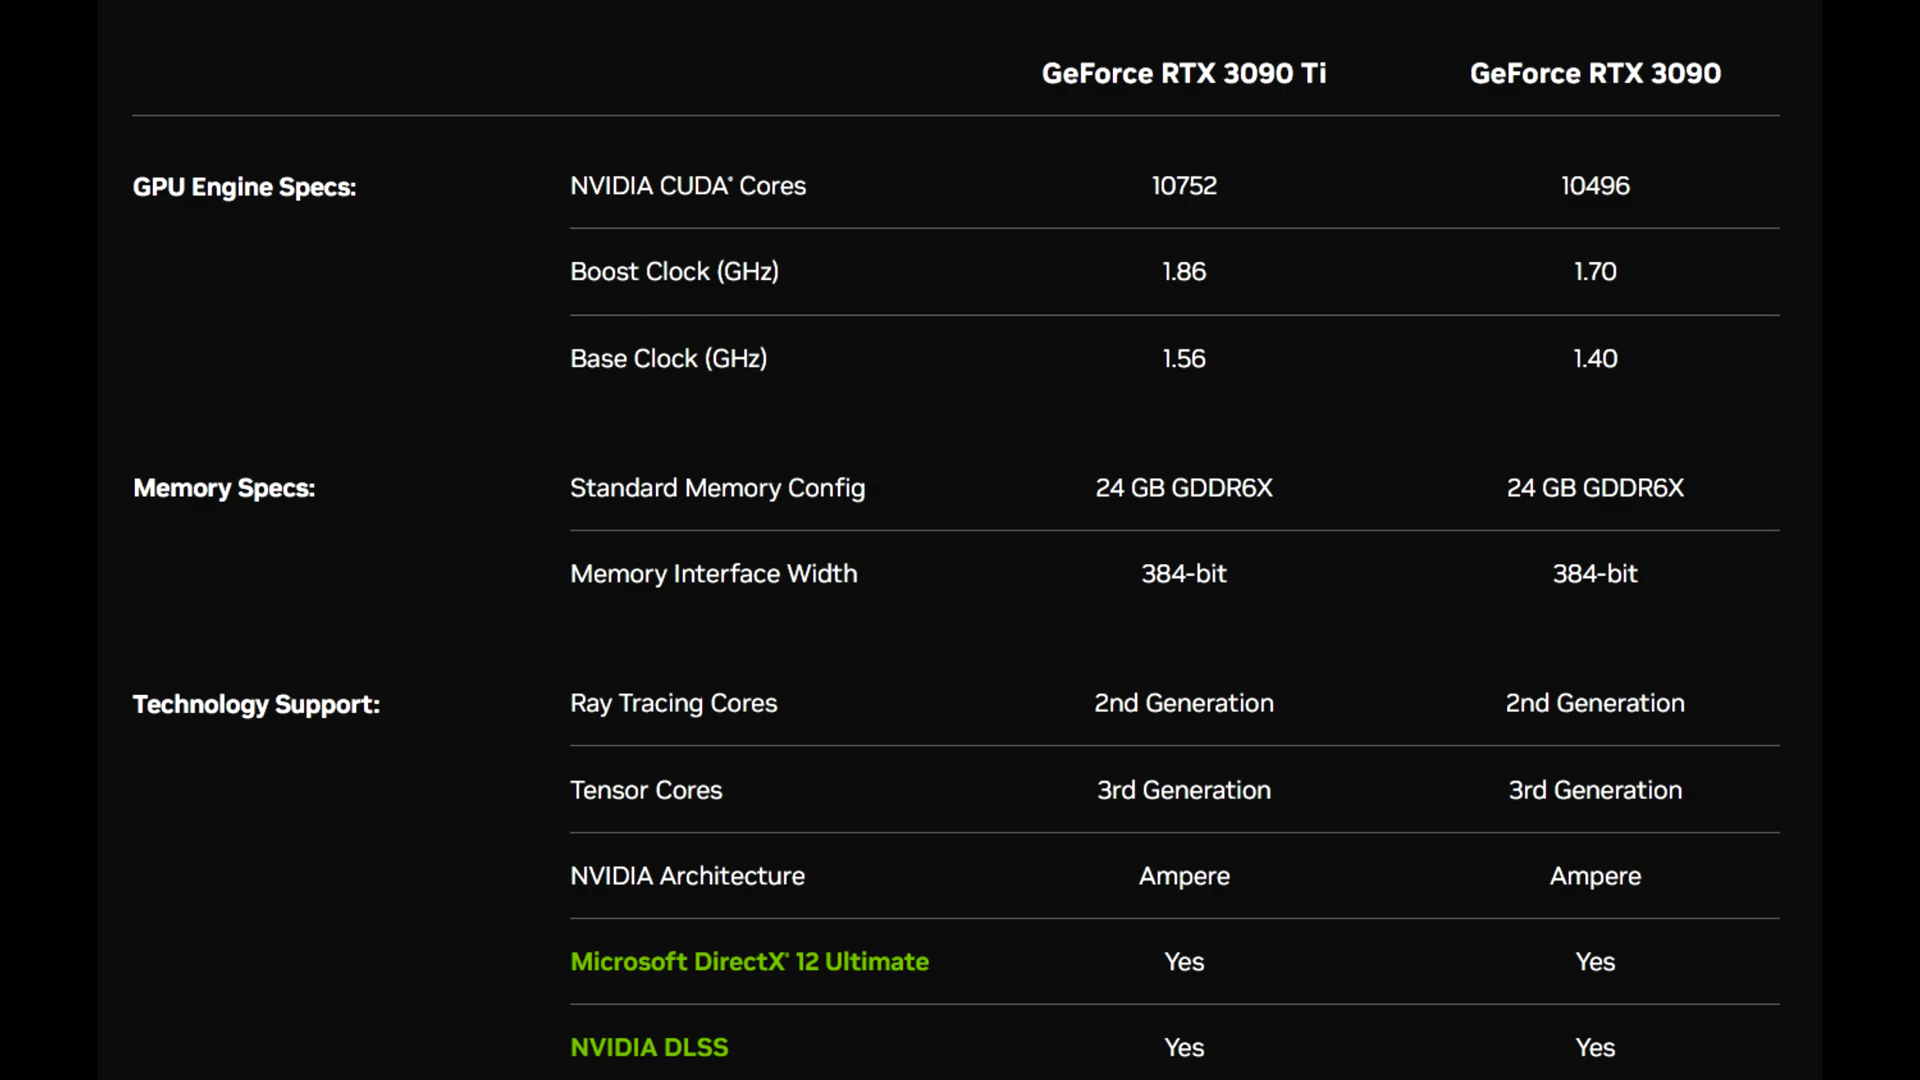 GeForce RTX 3090 Ti GeForce RTX 3090
GPU Engine Specs: NVIDIA CUDA® Cores 10752 10496
Boost Clock (GHz) 1.86 1.70
Base Clock (GHz) 1.56 1.40
Memory Specs: Standard Memory Config 24 GB GDDR6X 24 GB GDDR6X
Memory Interface Width 384-bit 384-bit
Technology Support: Ray Tracing Cores 2nd Generation 2nd Generation
Tensor Cores 3rd Generation 3rd Generation
NVIDIA Architecture Ampere Ampere
Microsoft DirectX® 12 Ultimate Yes Yes
NVIDIA DLSS Yes Yes